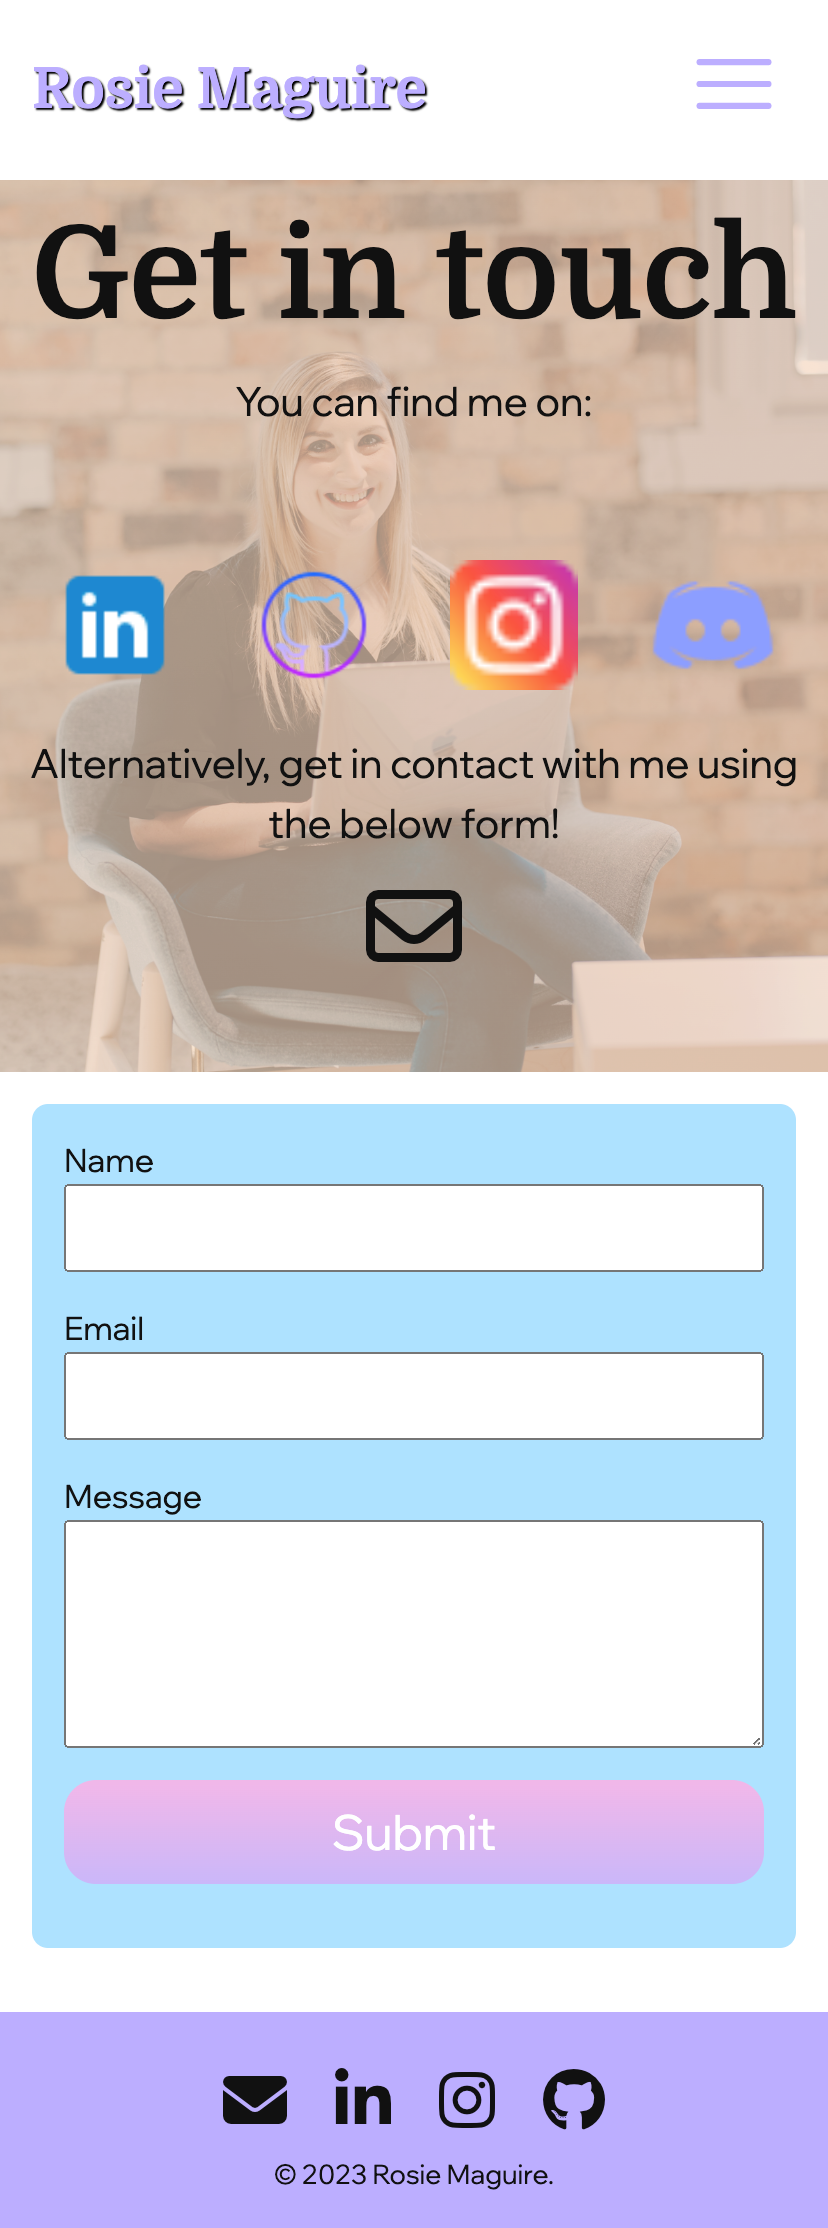 Rosie Maguire
Get in touch
You can find me on:
in
Alternatively, get in contact with me using
the below form!
Name
Email
Message
Submit
in
© 2023 Rosie Maguire.